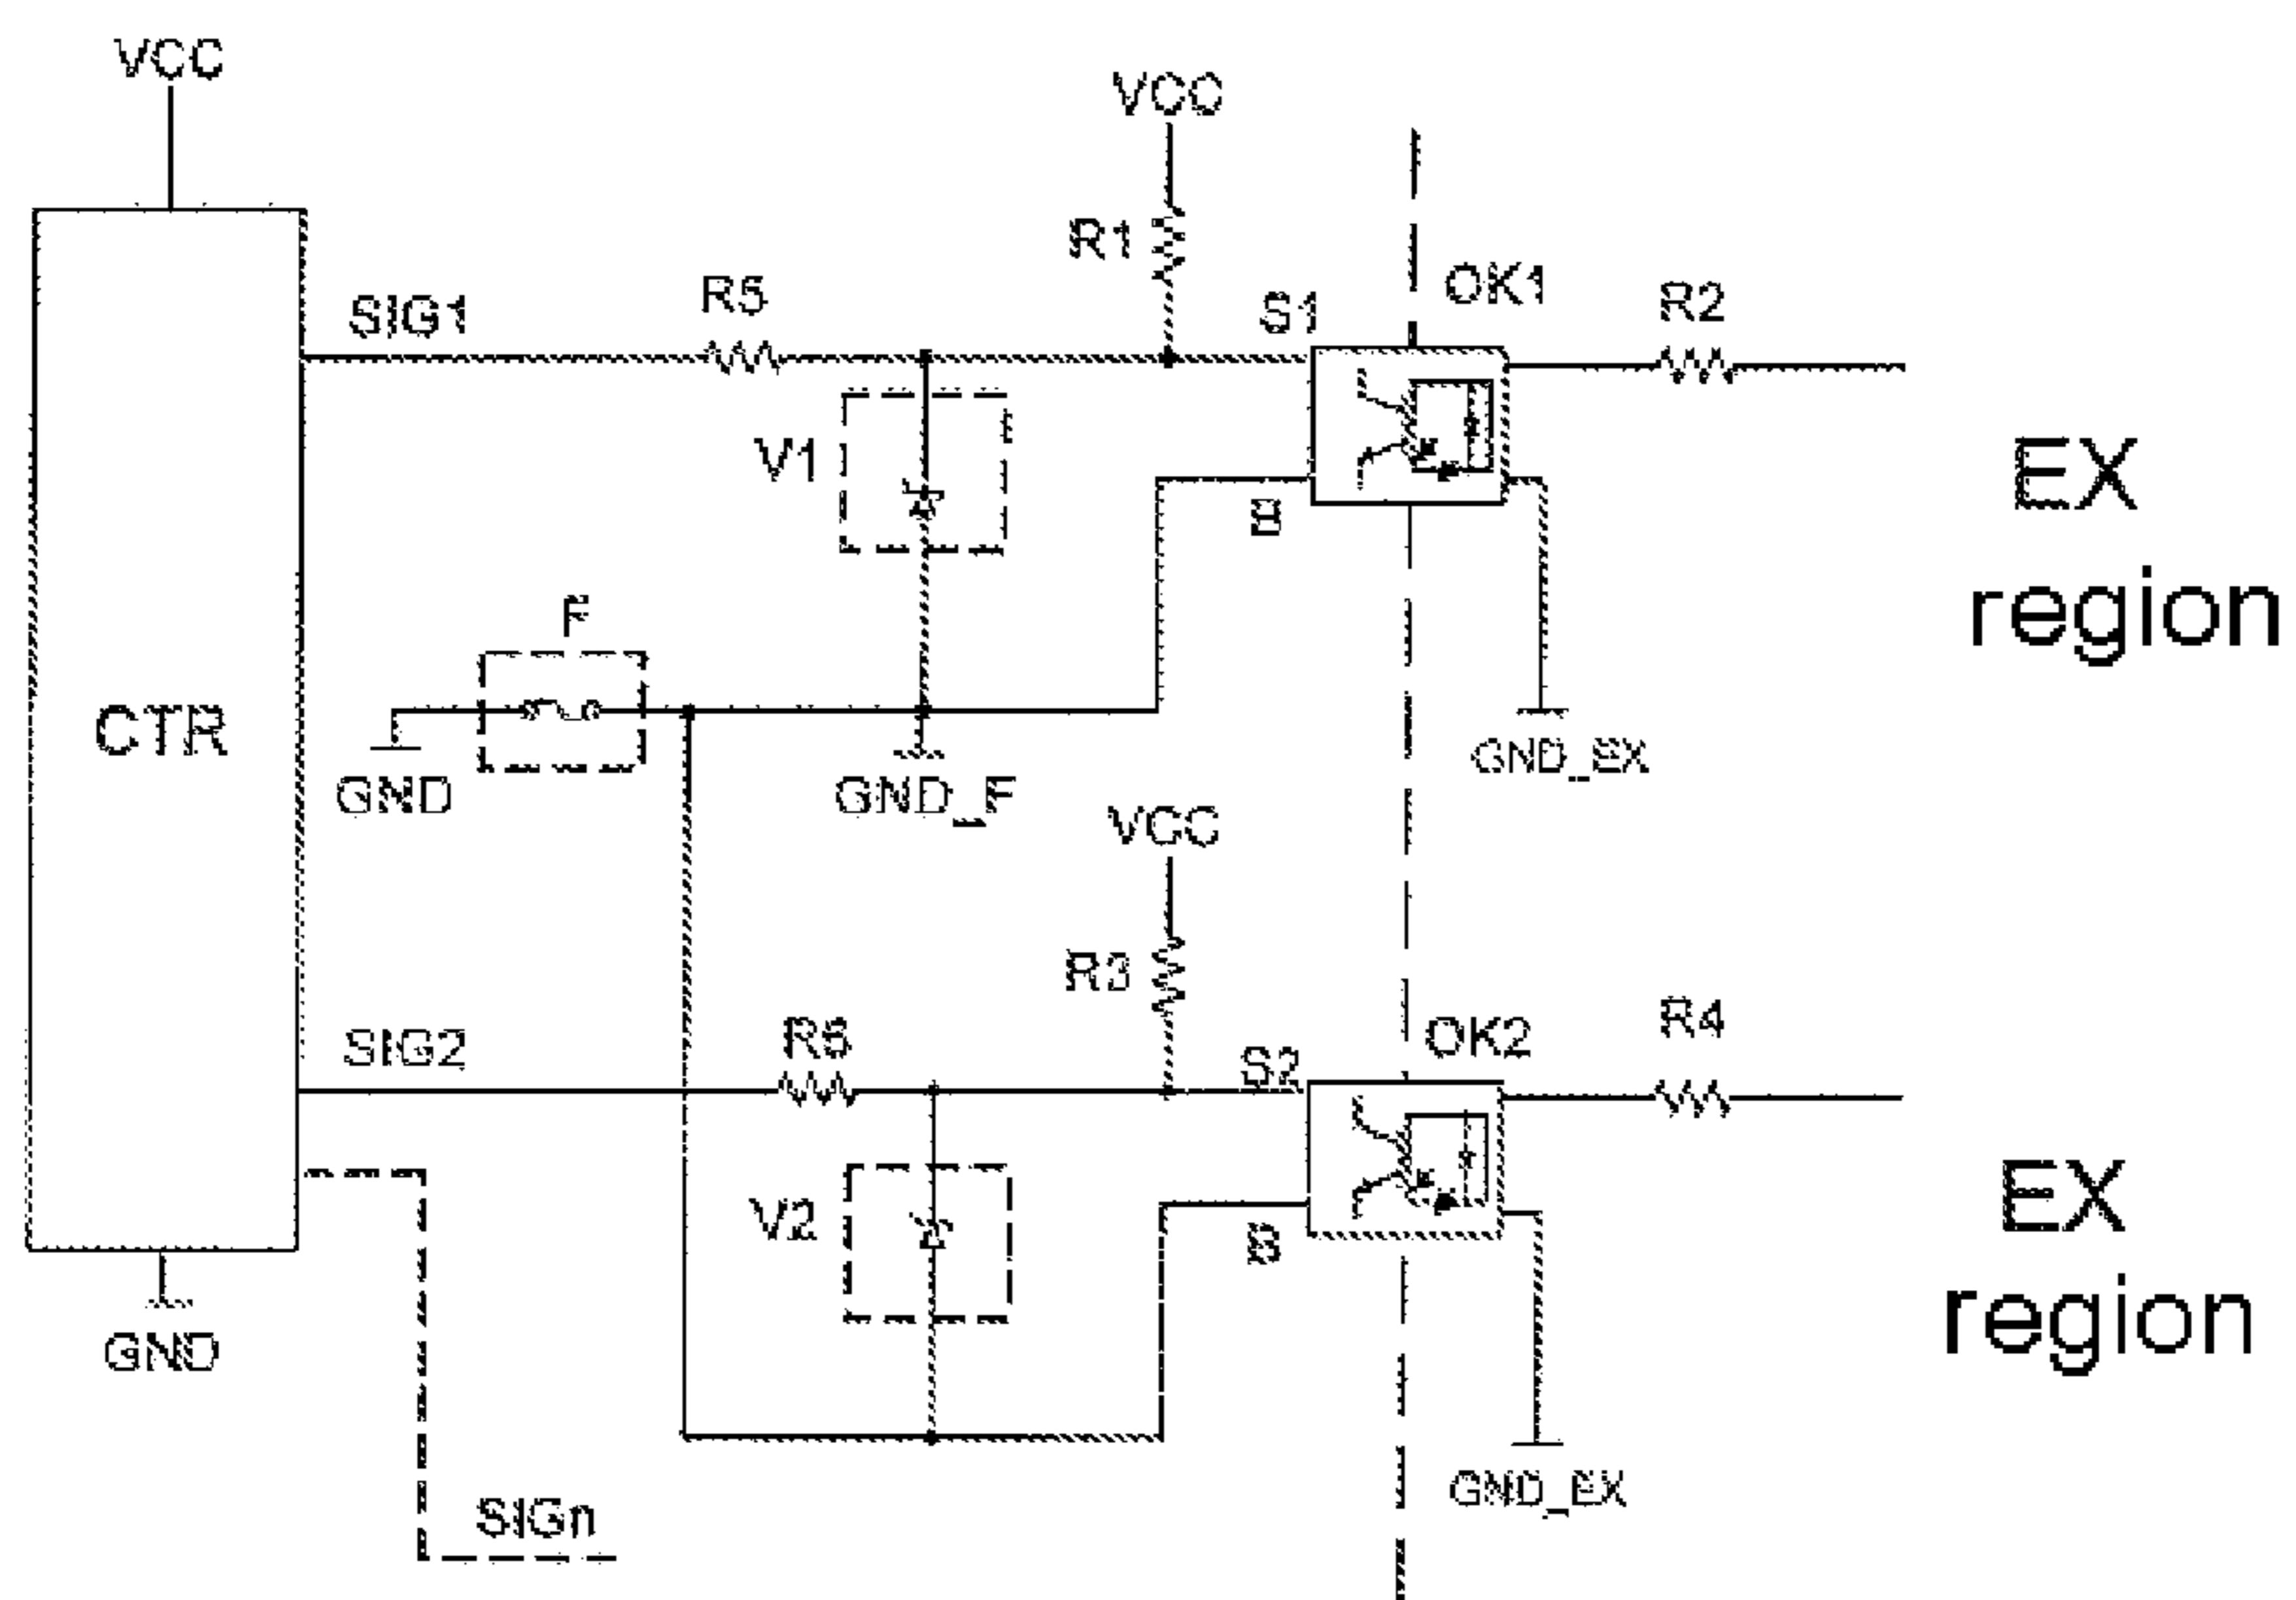 VCC
VCC
R1
OK1
SIG1
R5
S1
R2
V1
EX
region
F
CTR
GND
GND_F
GND_EX
VCC
R3
SIG2
R6
S2
OK2
R4
V2
EX
region
GND
GND_EX
SIGn